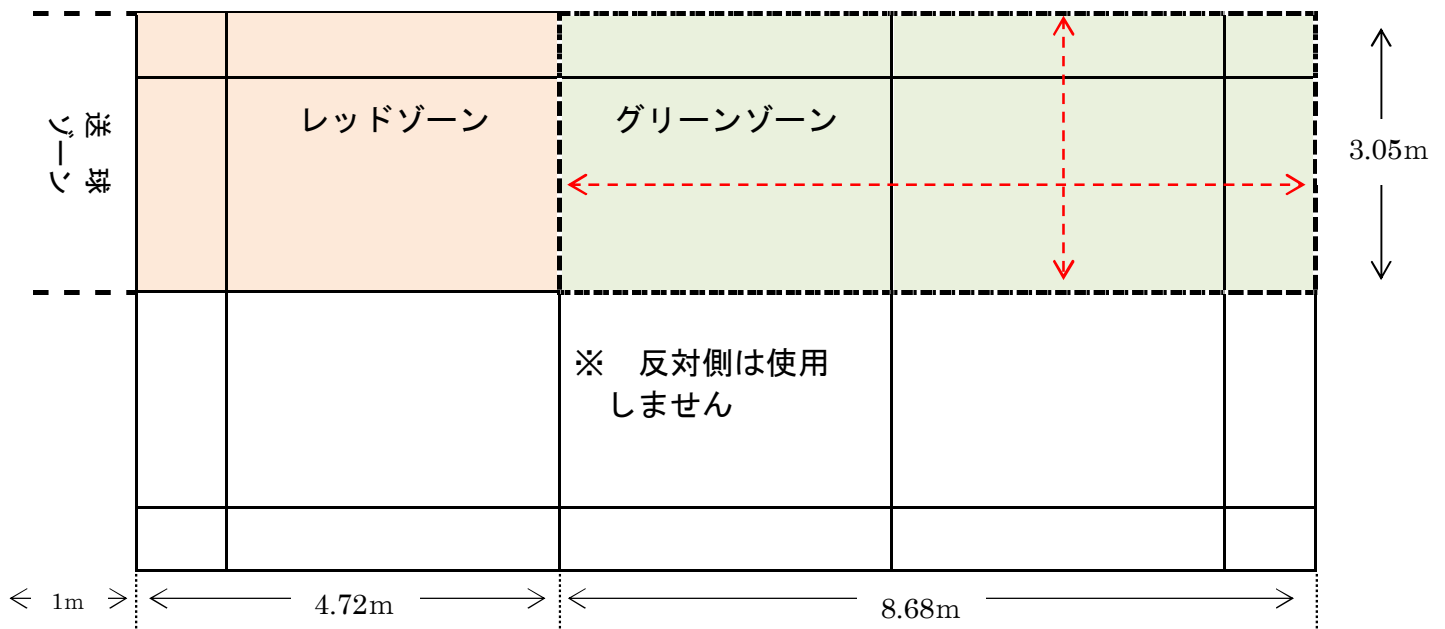 レッドゾーン
グリーンゾーン
送球
ゾーン
3.05m
※　反対側は使用
しません
1m
4.72m
8.68m